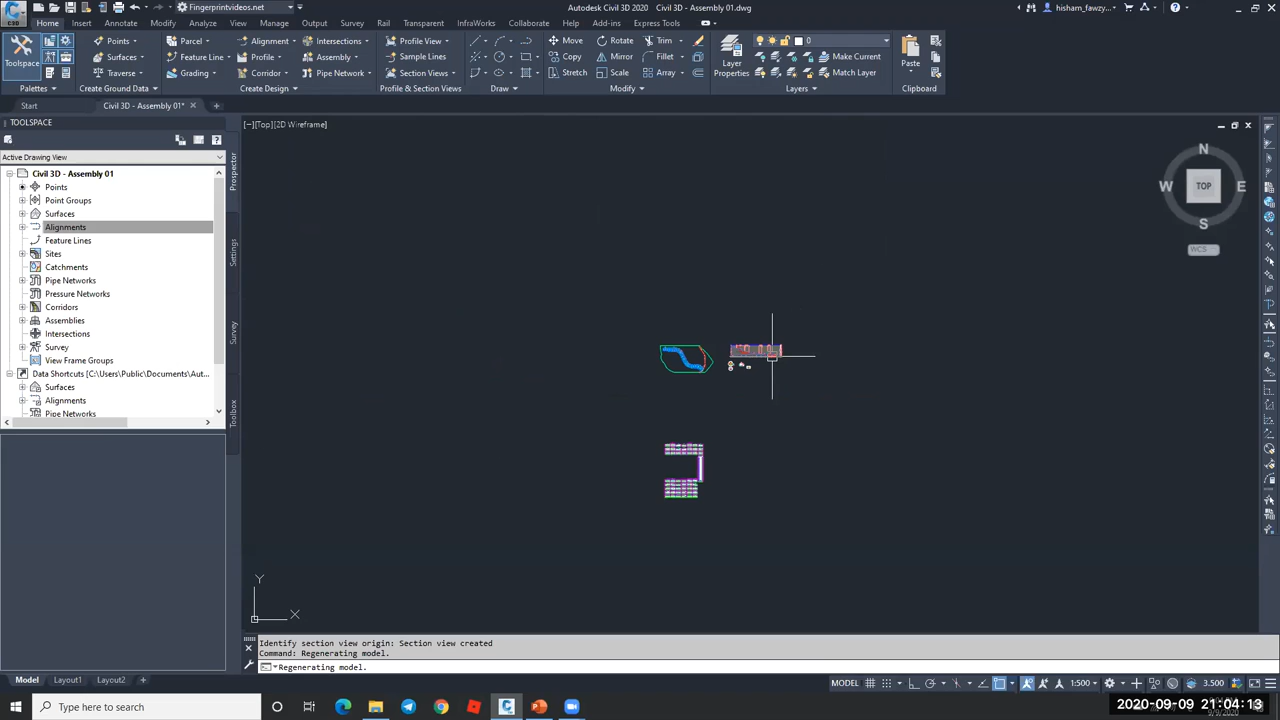 Fingerprintvideos.net
Autodesk Civil 3D 2020 Civil 3D - Assembly 01.dwg
hisham_fawzy...
C3D
Home Insert Annotate Modify Analyze View Manage Output Survey Rail Transparent InfraWorks Collaborate Help Add-ins Express Tools
Points Parcel Alignment Intersections Profile View Move Rotate Trim 0
Toolspace Surfaces Feature Line Profile Assembly Sample Lines Copy Mirror Fillet Layer Properties Make Current Paste
Traverse Grading Corridor Pipe Network Section Views Stretch Scale Array Match Layer
Palettes Create Ground Data Create Design Profile & Section Views Draw Modify Layers Clipboard
Start Civil 3D - Assembly 01*
TOOLSPACE
[−][Top][2D Wireframe]
Active Drawing View
Civil 3D - Assembly 01
Points
Point Groups
Surfaces
Alignments
Feature Lines
Sites
Catchments
Pipe Networks
Pressure Networks
Corridors
Assemblies
Intersections
Survey
View Frame Groups
Data Shortcuts [C:\Users\Public\Documents\Aut...
Surfaces
Alignments
Pipe Networks
Prospector
Settings
Survey
Toolbox
N
W TOP E
S
WCS
Y
X
Identify section view origin: Section view created
Command: Regenerating model.
Regenerating model.
Model Layout1 Layout2
MODEL 1:500 3.500
Type here to search
2020-09-09 21:04:13